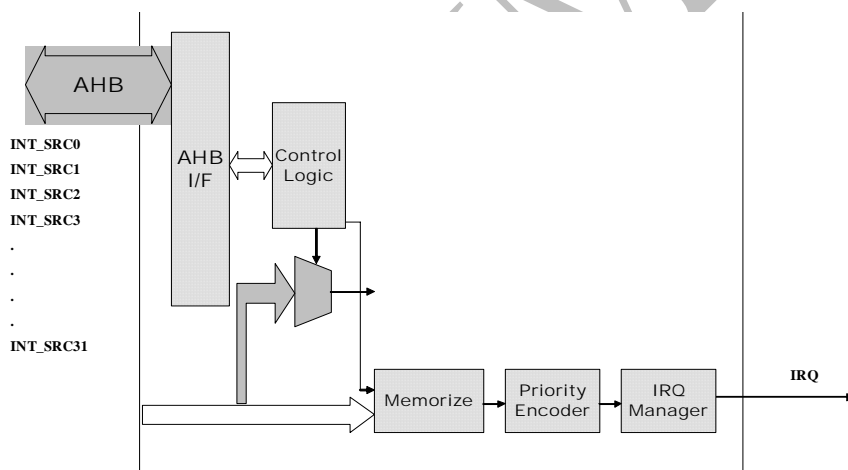 AHB
INT_SRC0
INT_SRC1
INT_SRC2
INT_SRC3
.
.
.
.
INT_SRC31
AHB
I/F
Control
Logic
Memorize
Priority
Encoder
IRQ
Manager
IRQ